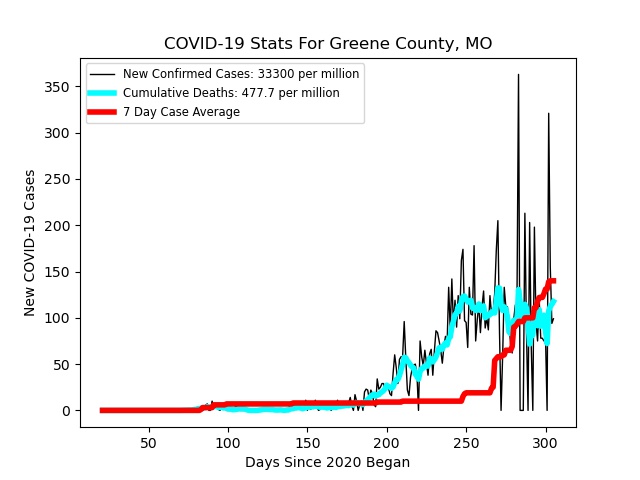 COVID-19 Stats For Greene County, MO
New Confirmed Cases: 33300 per million
Cumulative Deaths: 477.7 per million
7 Day Case Average
New COVID-19 Cases
350
300
250
200
150
100
50
0
50 100 150 200 250 300
Days Since 2020 Began